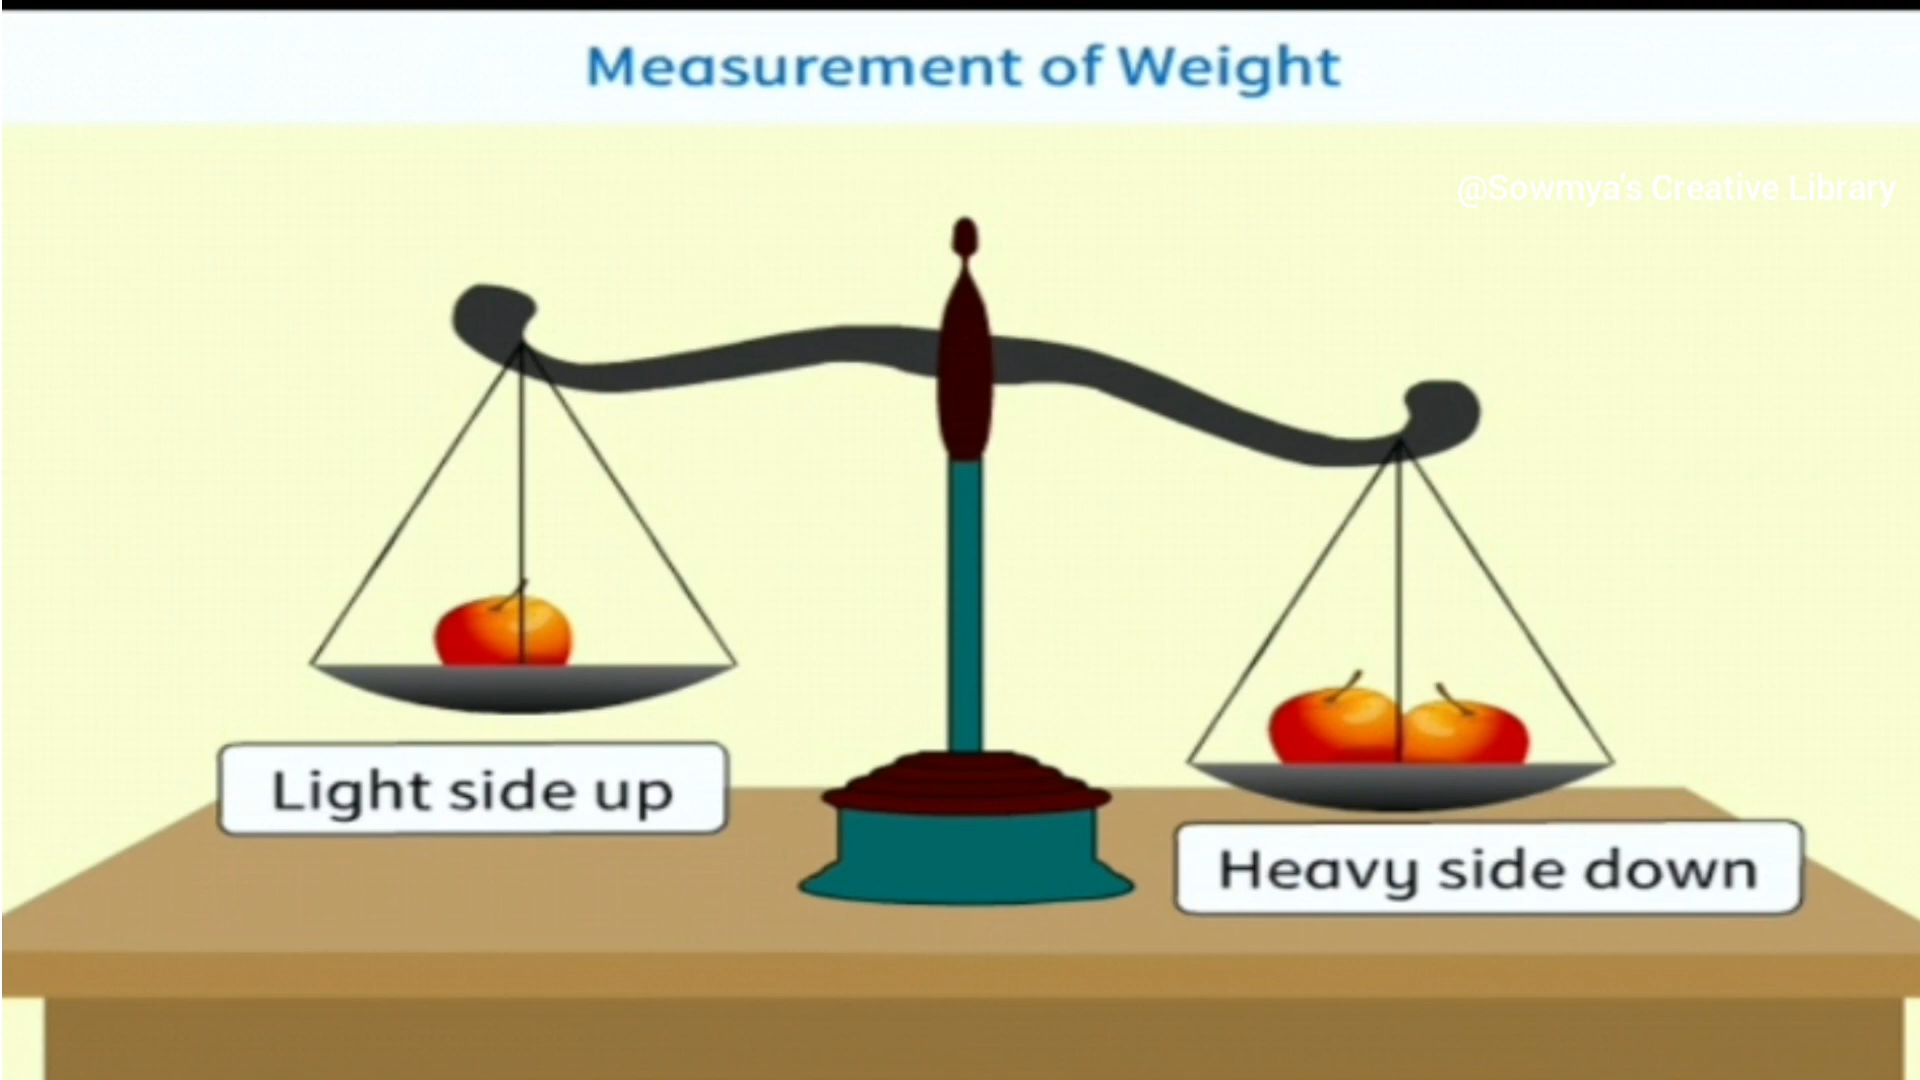 Measurement of Weight
@Sowmya's Creative Library
Light side up
Heavy side down